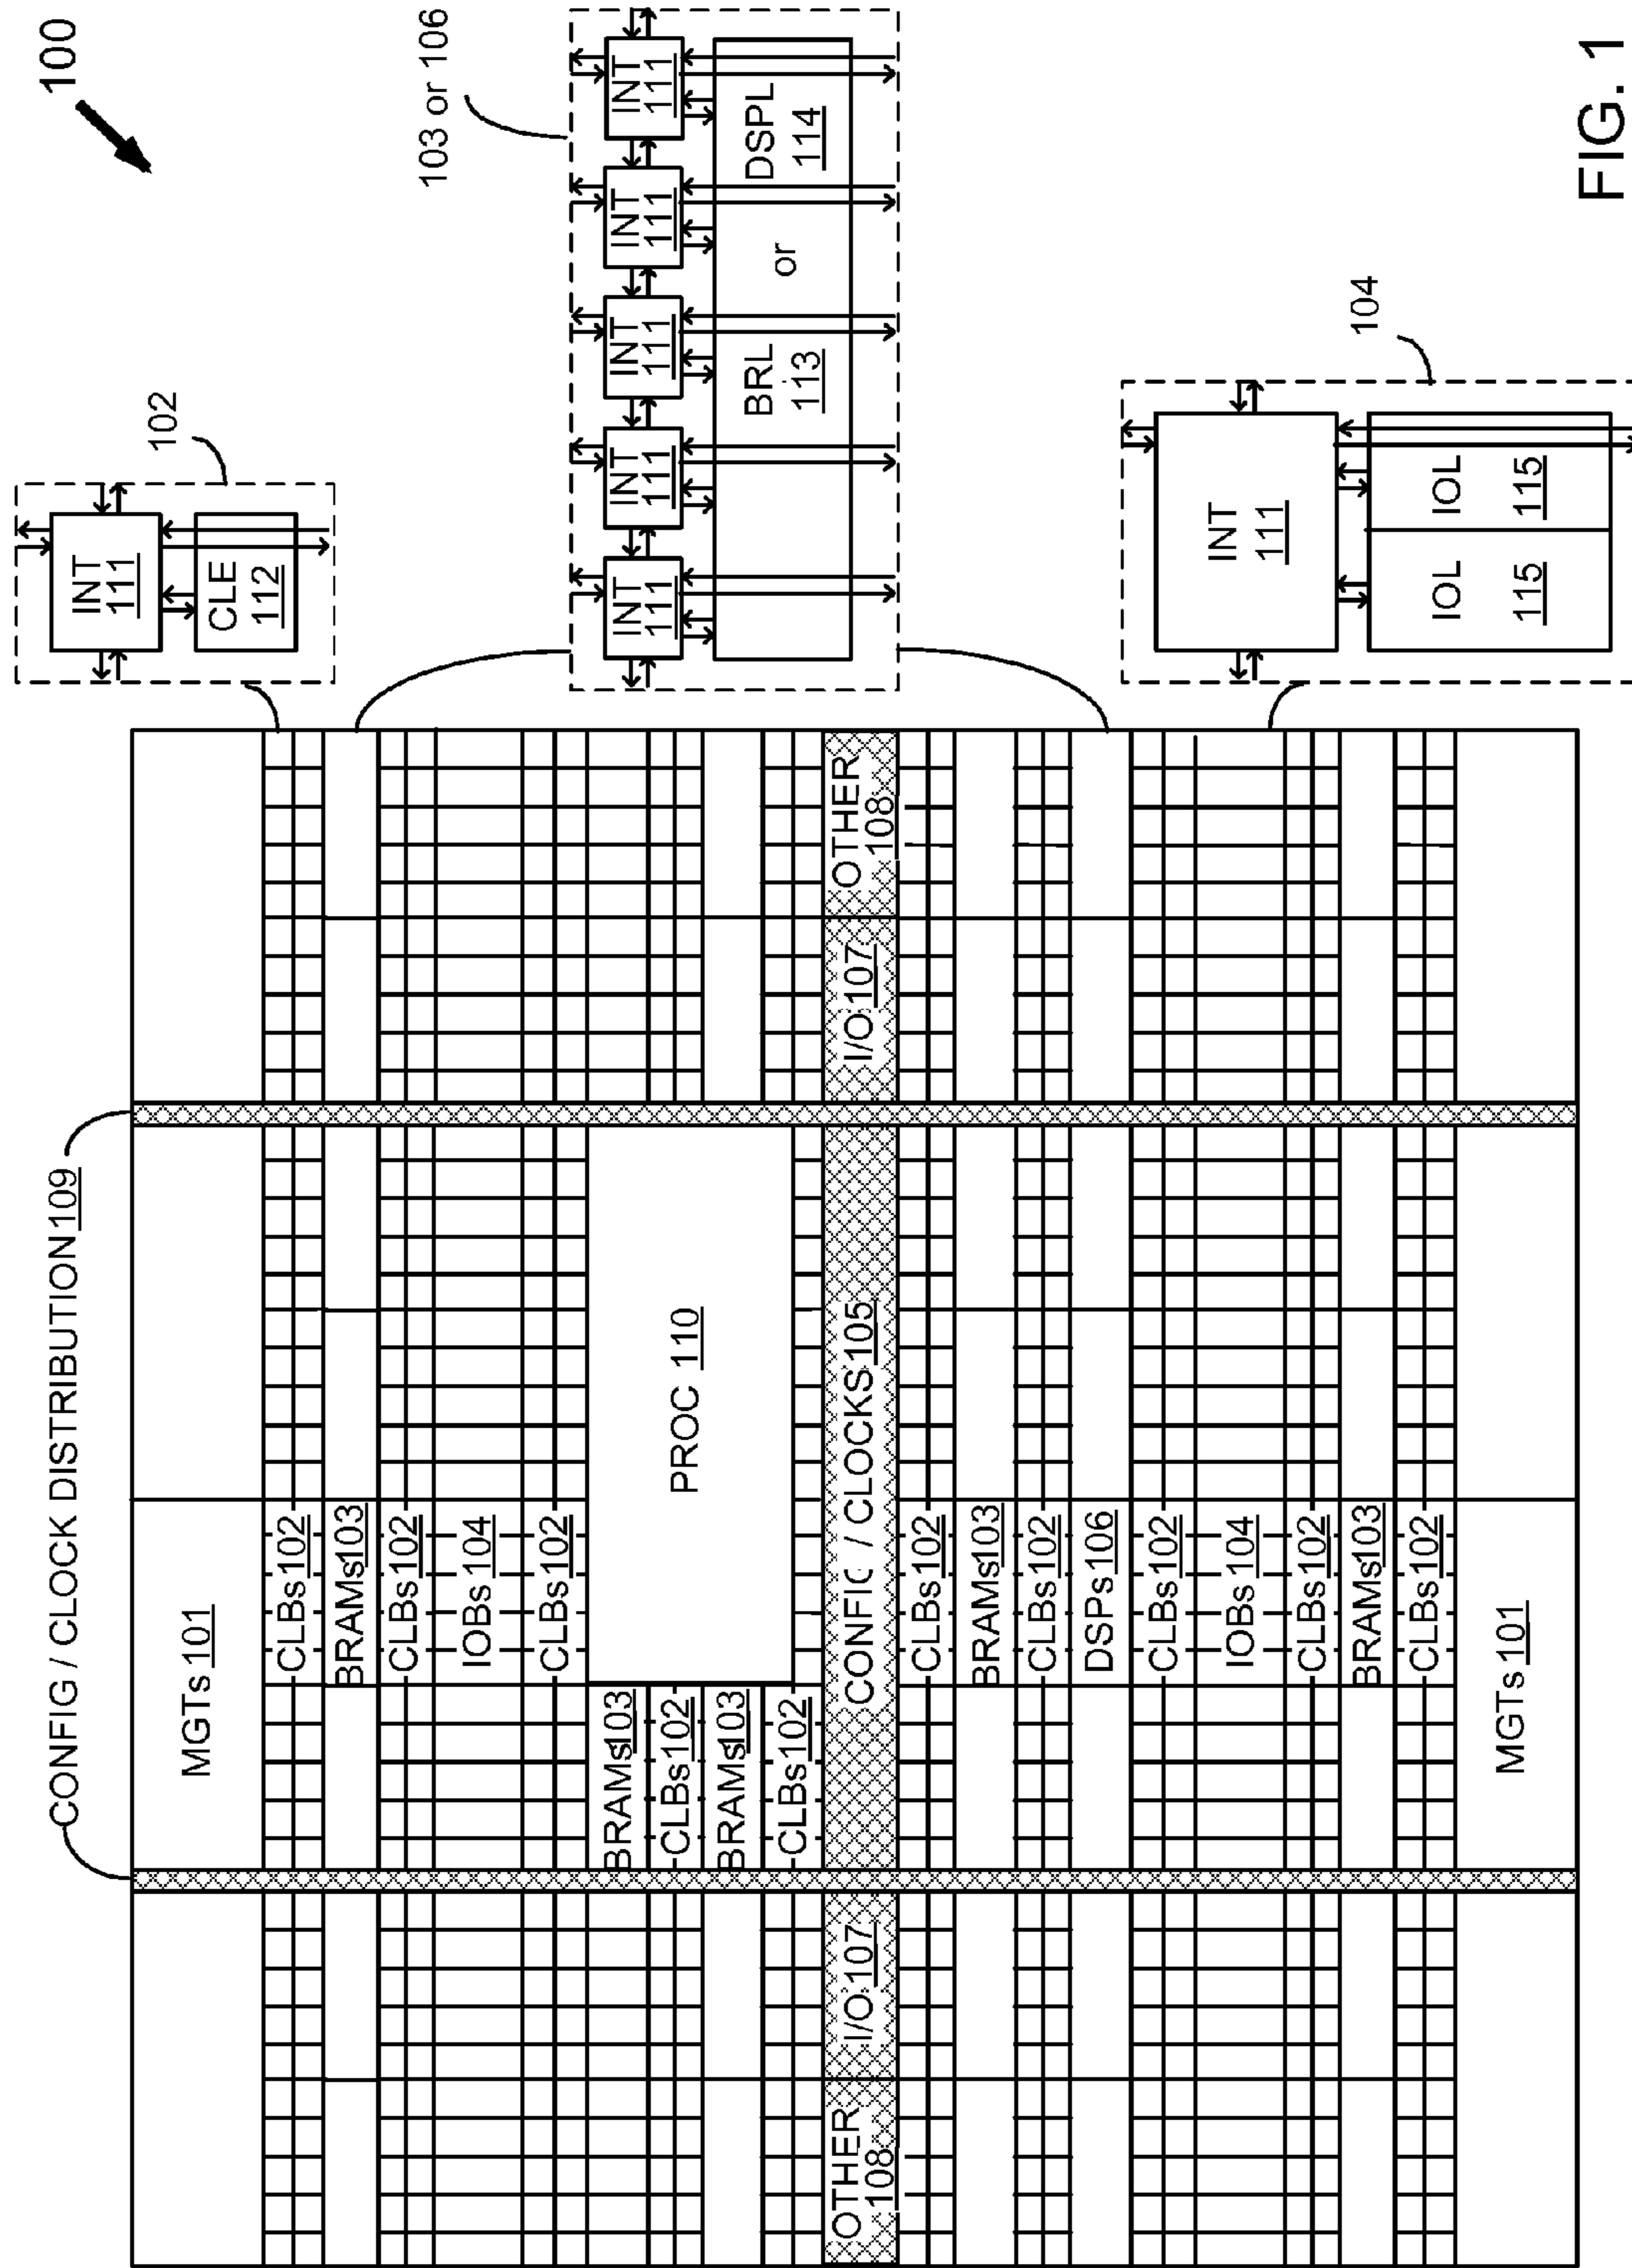 100
CONFIG / CLOCK DISTRIBUTION 109
MGTs 101
CLBs 102
BRAMs 103
CLBs 102
IOBs 104
CLBs 102
BRAMs 103
CLBs 102
BRAMs 103
CLBs 102
PROC 110
OTHER
108
I/O 107
CONFIG / CLOCKS 105
I/O 107
OTHER
108
CLBs 102
BRAMs 103
CLBs 102
DSPs 106
CLBs 102
IOBs 104
CLBs 102
BRAMs 103
CLBs 102
MGTs 101
102
INT
111
CLE
112
103 or 106
INT
111
INT
111
INT
111
INT
111
INT
111
BRL
113
or
DSPL
114
104
INT
111
IOL
115
IOL
115
FIG. 1